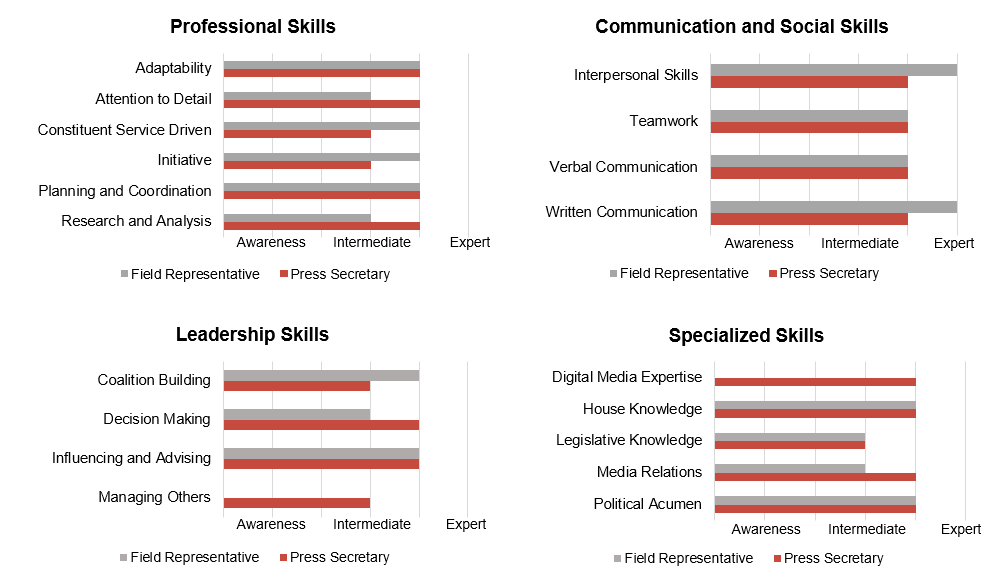 Professional Skills
Adaptability
Attention to Detail
Constituent Service Driven
Initiative
Planning and Coordination
Research and Analysis
Awareness Intermediate Expert
Field Representative Press Secretary
Communication and Social Skills
Interpersonal Skills
Teamwork
Verbal Communication
Written Communication
Awareness Intermediate Expert
Field Representative Press Secretary
Leadership Skills
Coalition Building
Decision Making
Influencing and Advising
Managing Others
Awareness Intermediate Expert
Field Representative Press Secretary
Specialized Skills
Digital Media Expertise
House Knowledge
Legislative Knowledge
Media Relations
Political Acumen
Awareness Intermediate Expert
Field Representative Press Secretary